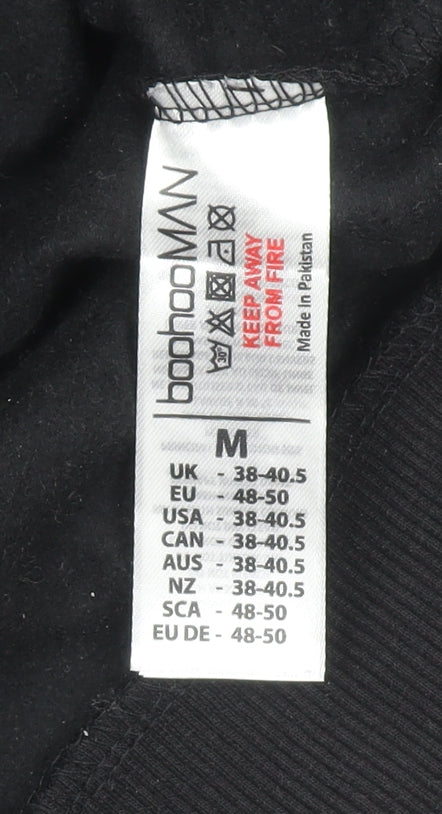 boohooMAN
30°
KEEP AWAY
FROM FIRE
Made In Pakistan
M
UK - 38-40.5
EU - 48-50
USA - 38-40.5
CAN - 38-40.5
AUS - 38-40.5
NZ - 38-40.5
SCA - 48-50
EU DE - 48-50